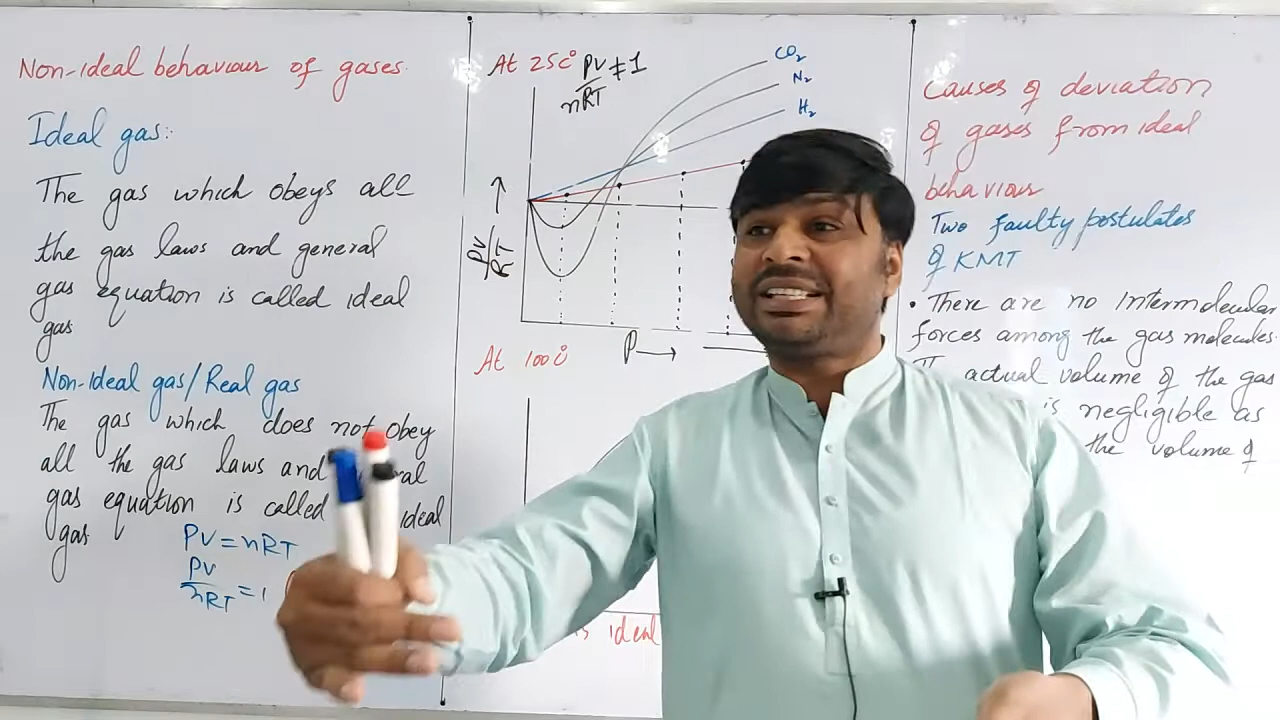 Non-ideal behaviour of gases.
Ideal gas:
The gas which obeys all
the gas laws and general
gas equation is called ideal
gas
Non-Ideal gas/Real gas
The gas which does not obey
all the gas laws and
gas equation is called ideal
gas
PV = nRT
PV
nRT = 1
At 25C° PV ≠ 1
nRT
CO₂
N₂
H₂
PV
RT
P
At 100C°
is ideal
Causes of deviation
of gases from ideal
behaviour
Two faulty postulates
of KMT
• There are no Intermolecular
forces among the gas molecules.
actual volume of the gas
is negligible as
the volume of